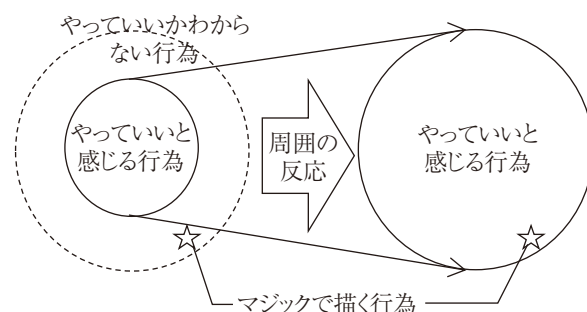 やっていいかわから
ない行為
やっていいと
感じる行為
周囲の
反応
やっていいと
感じる行為
マジックで描く行為